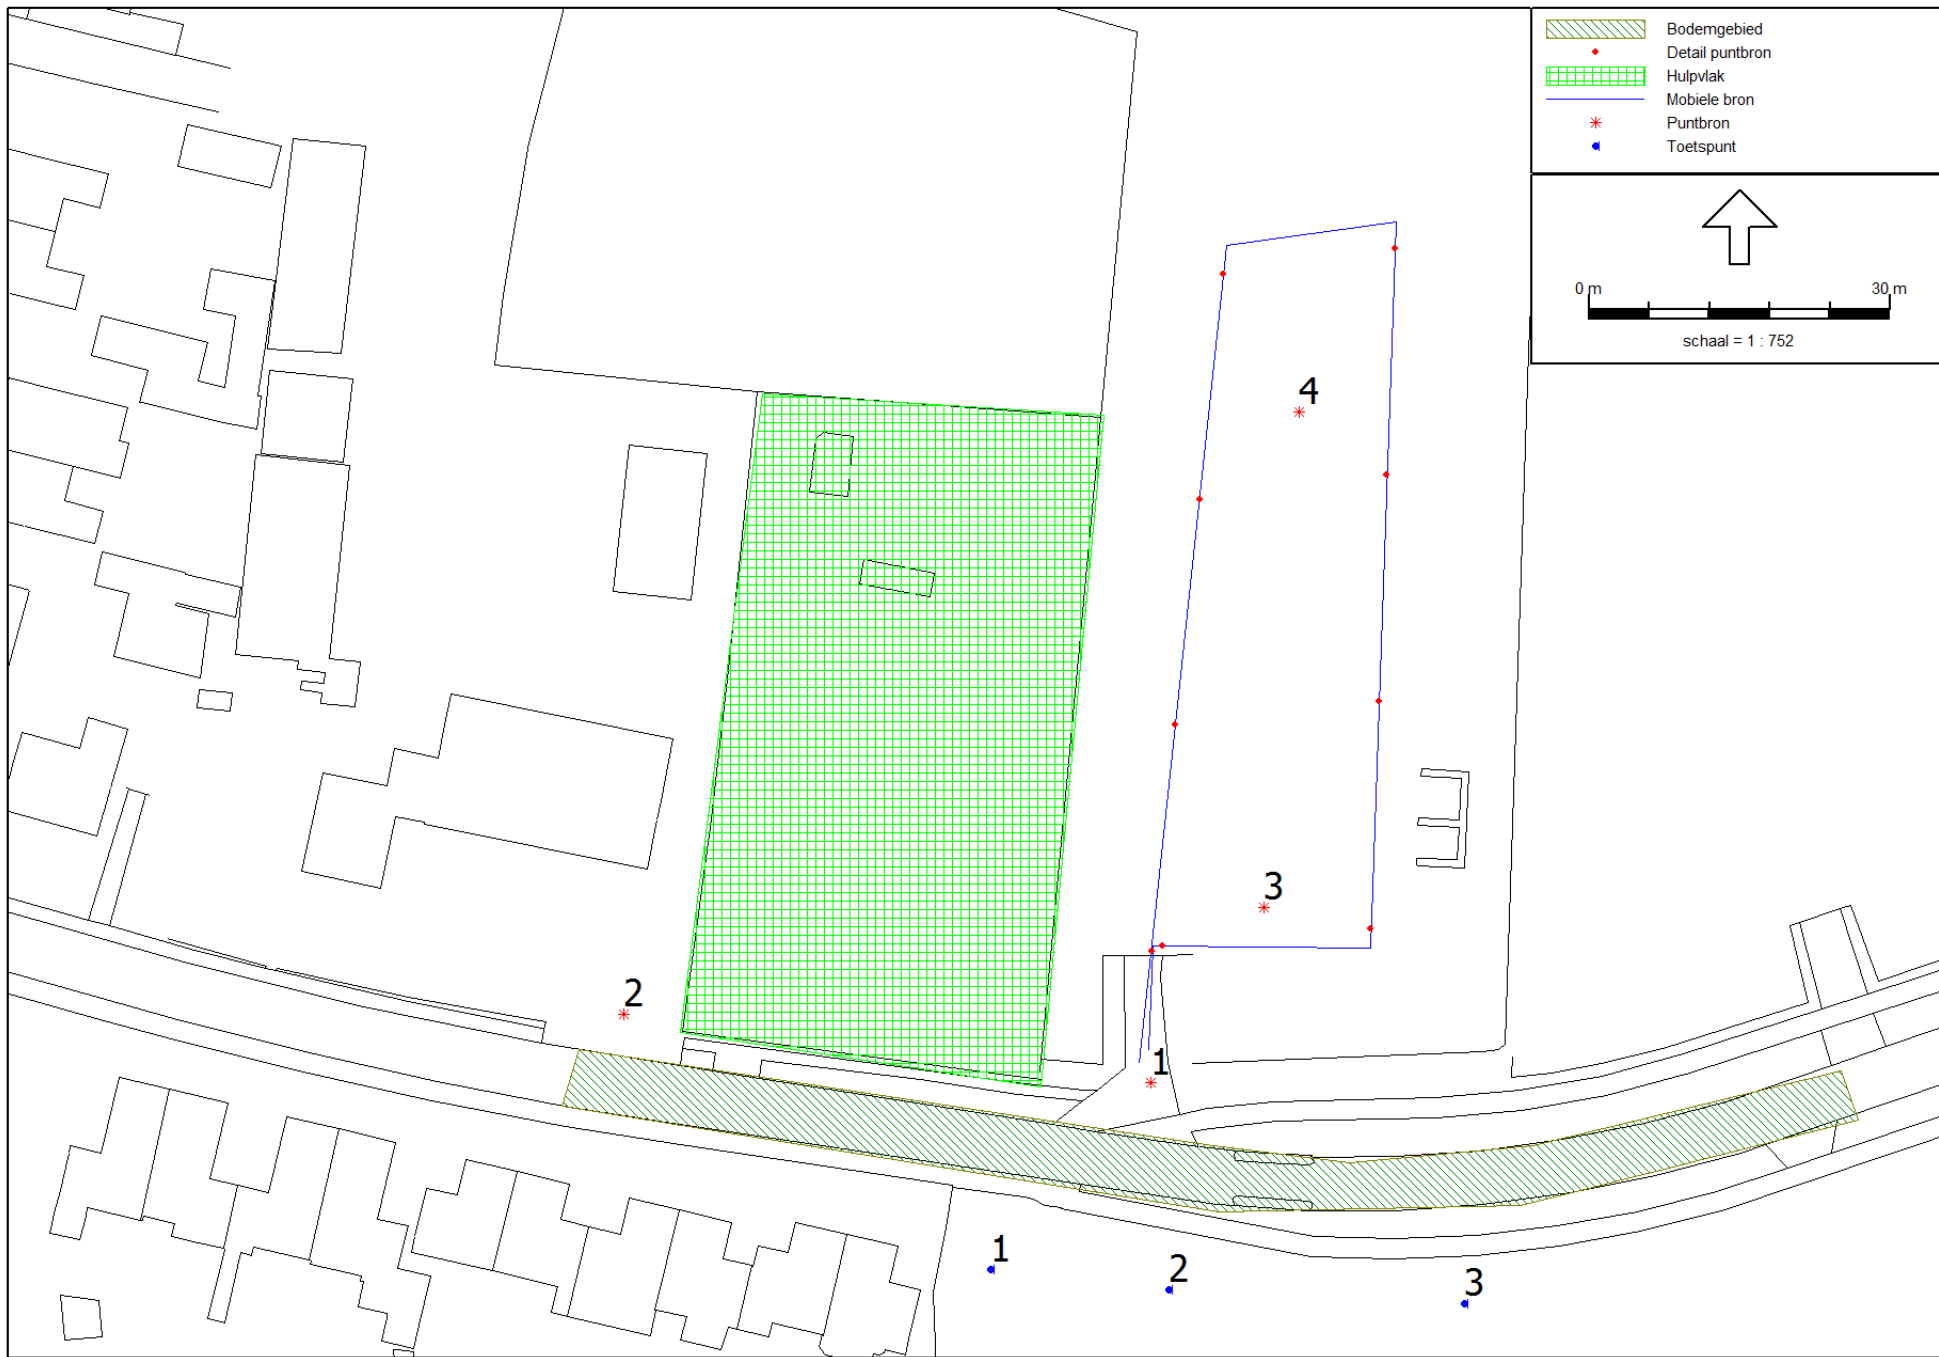 Bodemgebied
Detail puntbron
Hulpvlak
Mobiele bron
Puntbron
Toetspunt
0 m 30 m
schaal = 1 : 752
4
3
2
1
1
2
3